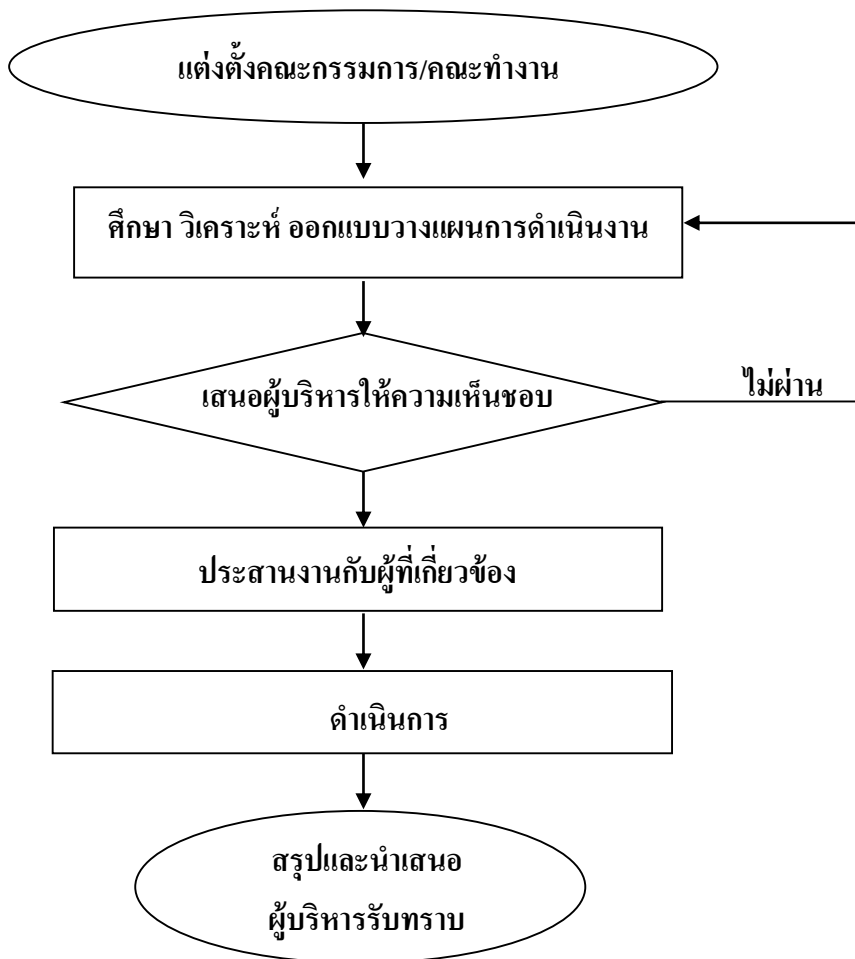 แต่งตั้งคณะกรรมการ/คณะทำงาน
ศึกษา วิเคราะห์ ออกแบบวางแผนการดำเนินงาน
เสนอผู้บริหารให้ความเห็นชอบ
ไม่ผ่าน
ประสานงานกับผู้ที่เกี่ยวข้อง
ดำเนินการ
สรุปและนำเสนอ
ผู้บริหารรับทราบ